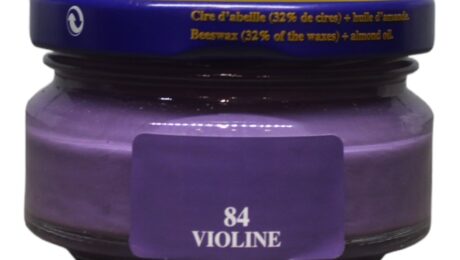 Cire d'abeille (32% de cires) + huile d'amande.
Beeswax (32% of the waxes) + almond oil.
84
VIOLINE